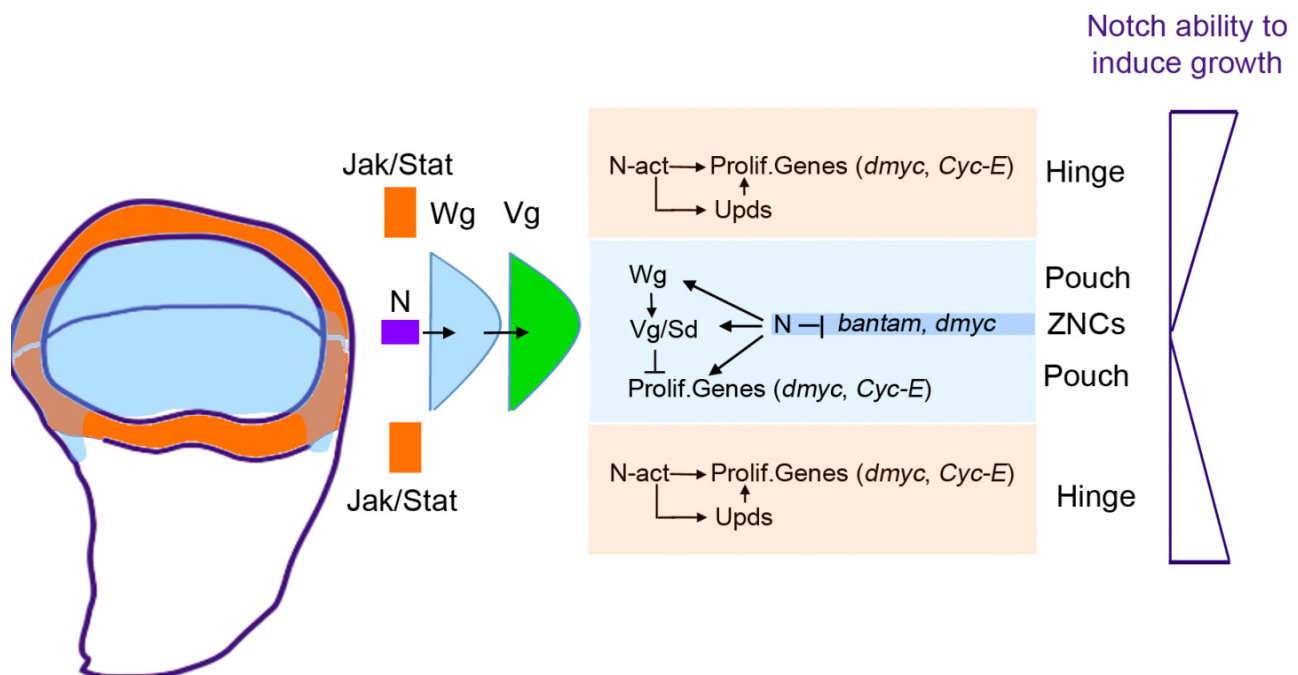 Notch ability to
induce growth
Jak/Stat
Wg
Vg
N
Jak/Stat
N-act
Prolif.Genes (dmyc, Cyc-E)
Upds
Hinge
Wg
Vg/Sd
N
bantam, dmyc
Prolif.Genes (dmyc, Cyc-E)
Pouch
ZNCs
Pouch
N-act
Prolif.Genes (dmyc, Cyc-E)
Upds
Hinge